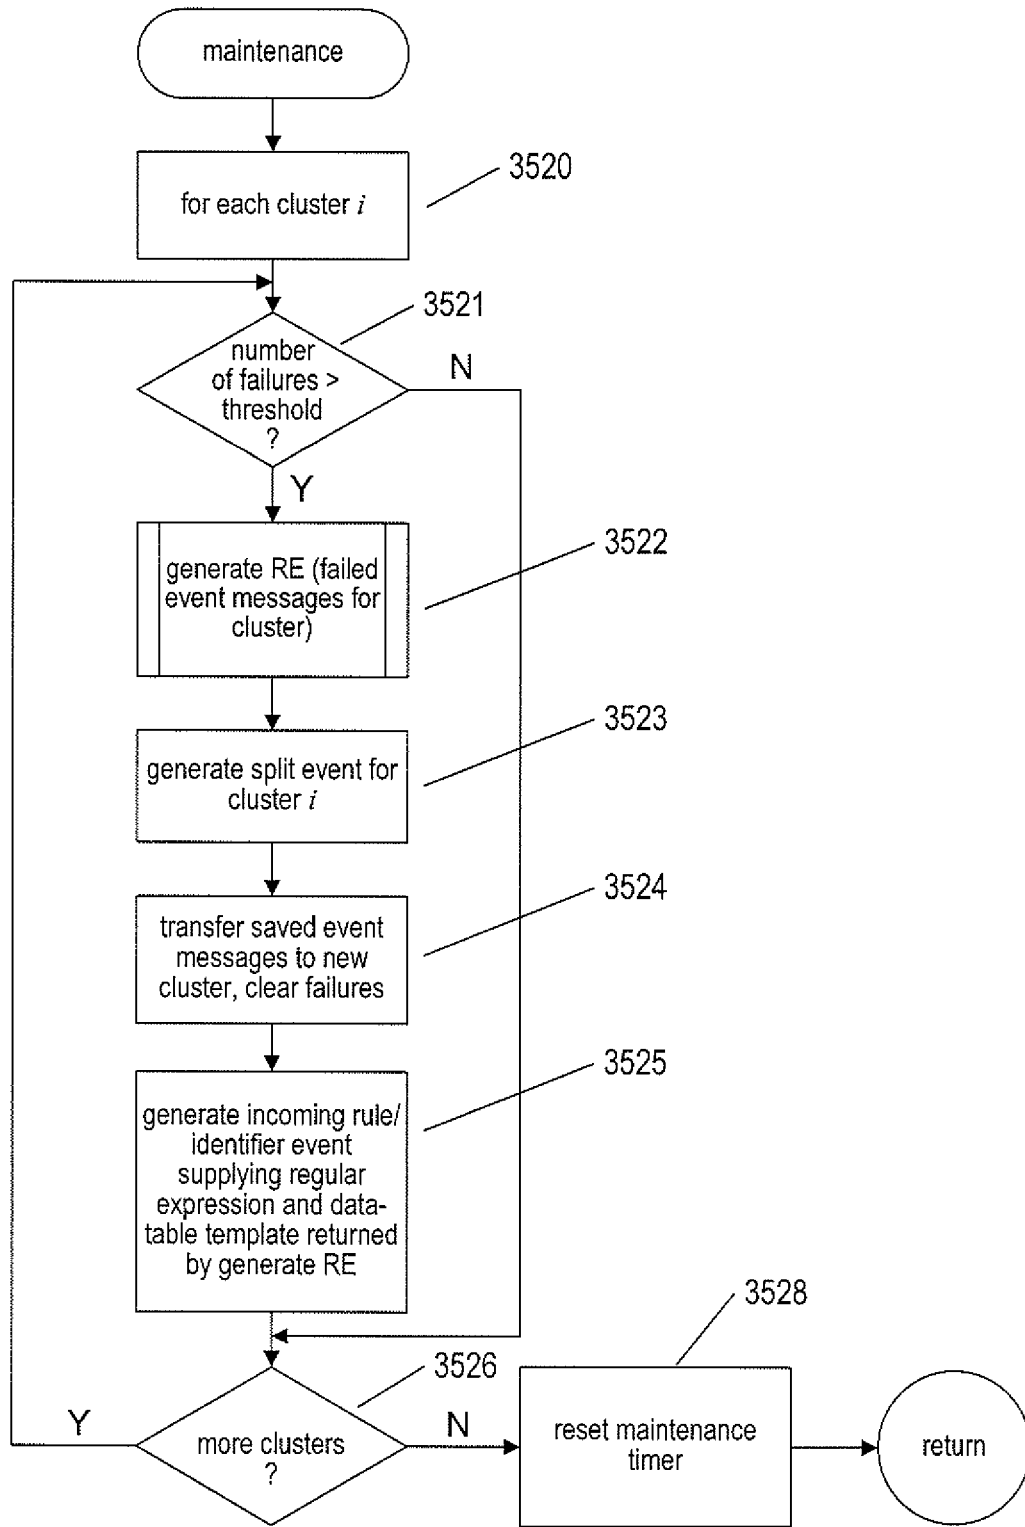 maintenance
for each cluster i
3520
number
of failures >
threshold
?
3521
N
Y
generate RE (failed
event messages for
cluster)
3522
generate split event for
cluster i
3523
transfer saved event
messages to new
cluster, clear failures
3524
generate incoming rule/
identifier event
supplying regular
expression and data-
table template returned
by generate RE
3525
more clusters
?
3526
Y
N
reset maintenance
timer
3528
return